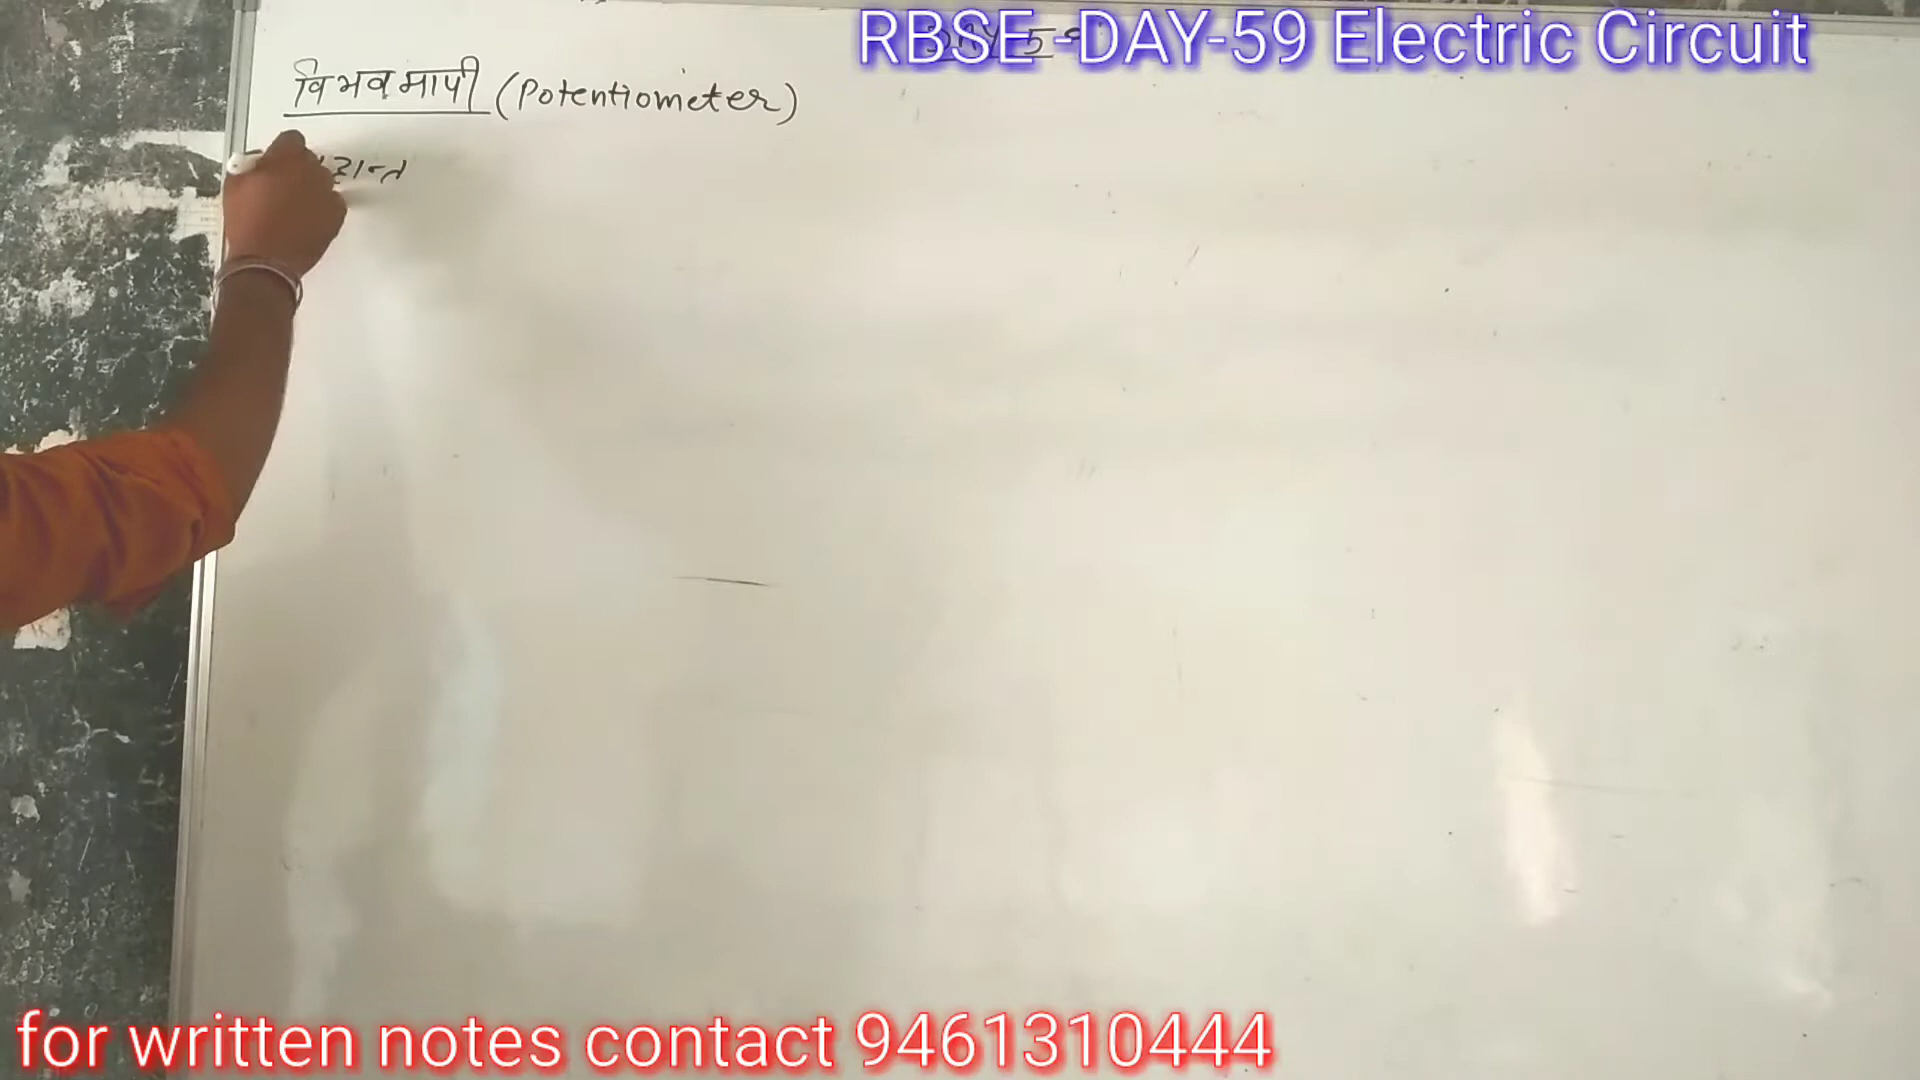 RBSE -DAY-59 Electric Circuit
विभवमापी (Potentiometer)
for written notes contact 9461310444